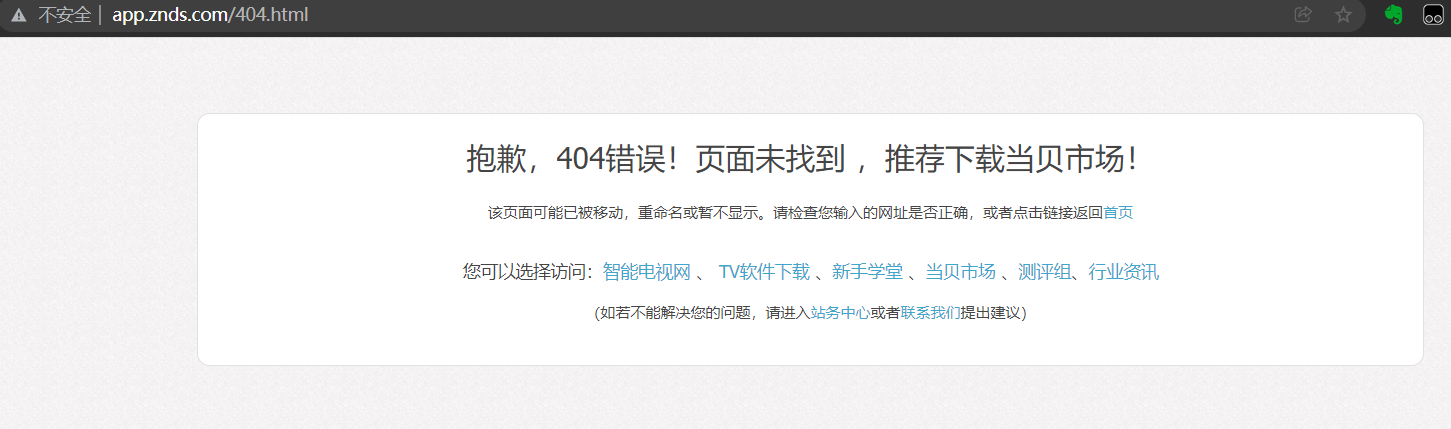 不安全 | app.znds.com/404.html
抱歉，404错误！页面未找到 ，推荐下载当贝市场！
该页面可能已被移动，重命名或暂不显示。请检查您输入的网址是否正确，或者点击链接返回首页
您可以选择访问：智能电视网 、 TV软件下载 、新手学堂 、当贝市场 、测评组、行业资讯
(如若不能解决您的问题，请进入站务中心或者联系我们提出建议)